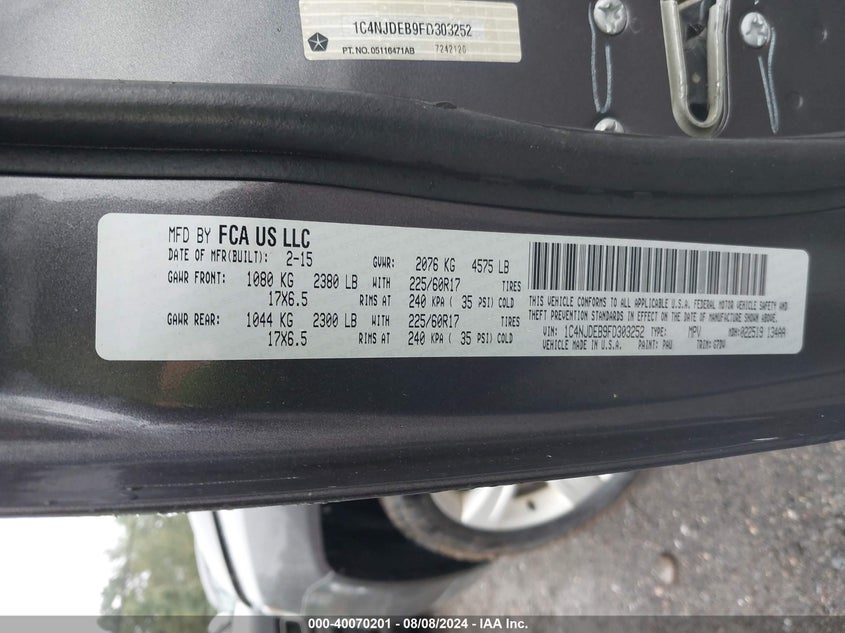 1C4NJDEB9FD303252
PT. NO. 05116471AB 7242120
MFD BY FCA US LLC
DATE OF MFR(BUILT): 2-15 GVWR: 2076 KG 4575 LB
GAWR FRONT: 1080 KG 2380 LB WITH 225/60R17 TIRES
17X6.5 RIMS AT 240 KPA ( 35 PSI) COLD
GAWR REAR: 1044 KG 2300 LB WITH 225/60R17 TIRES
17X6.5 RIMS AT 240 KPA ( 35 PSI) COLD
THIS VEHICLE CONFORMS TO ALL APPLICABLE U.S.A. FEDERAL MOTOR VEHICLE SAFETY AND
THEFT PREVENTION STANDARDS IN EFFECT ON THE DATE OF MANUFACTURE SHOWN ABOVE.
VIN: 1C4NJDEB9FD303252 TYPE: MPV MDH: 022519 134AA
VEHICLE MADE IN U.S.A. PAINT: PAU TRIM:
000-40070201 - 08/08/2024 - IAA Inc.